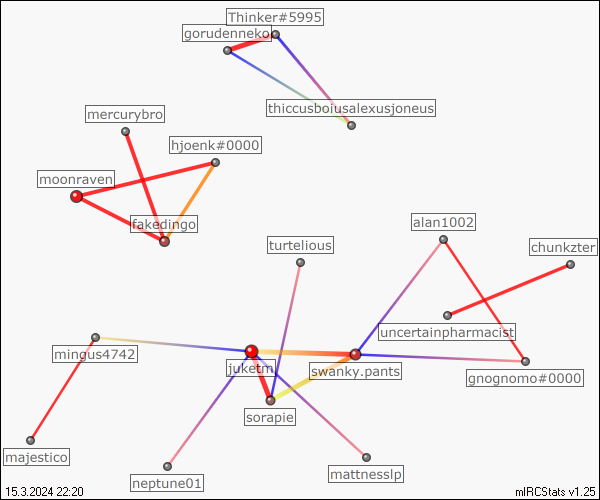 Thinker#5995
gorudenneko
thiccusboiusalexusjoneus
mercurybro
hjoenk#0000
moonraven
fakedingo
alan1002
turtelious
chunkzter
uncertainpharmacist
mingus4742
juketm
swanky.pants
gnognomo#0000
sorapie
majestico
mattnesslp
neptune01
15.3.2024 22:20
mIRCStats v1.25